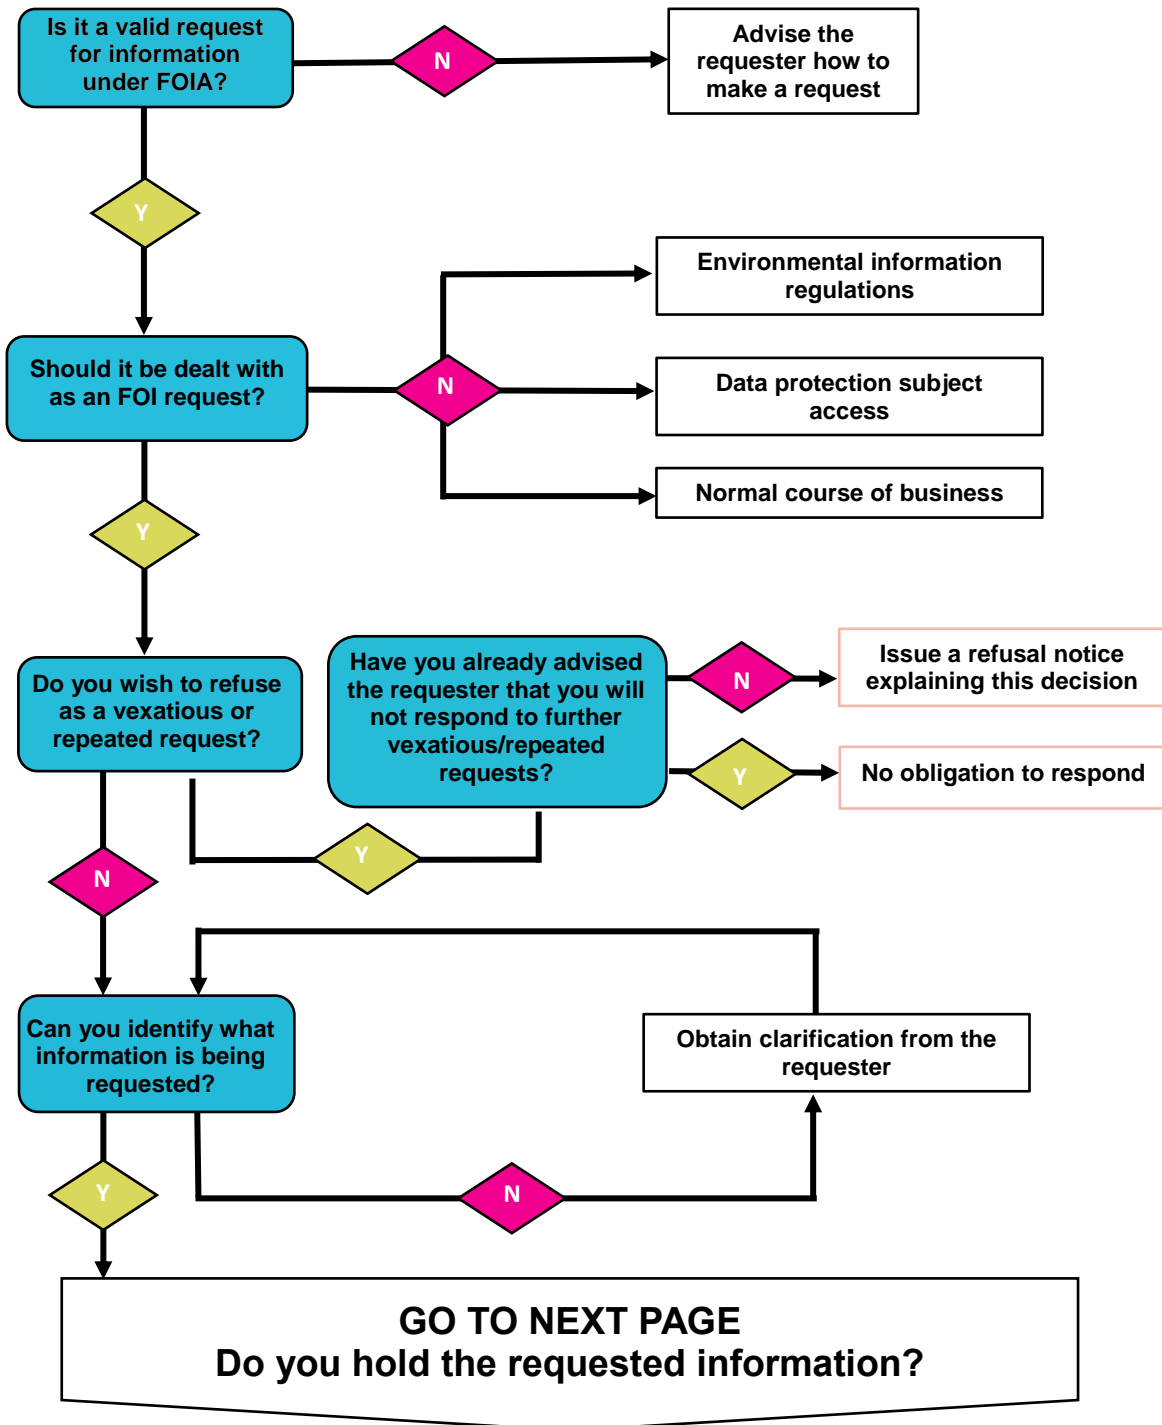 Is it a valid request
for information
under FOIA?
N
Advise the
requester how to
make a request
Y
Environmental information
regulations
Should it be dealt with
as an FOI request?
N
Data protection subject
access
Normal course of business
Y
Do you wish to refuse
as a vexatious or
repeated request?
Have you already advised
the requester that you will
not respond to further
vexatious/repeated
requests?
N
Issue a refusal notice
explaining this decision
Y
No obligation to respond
Y
N
Can you identify what
information is being
requested?
Obtain clarification from the
requester
Y
N
GO TO NEXT PAGE
Do you hold the requested information?